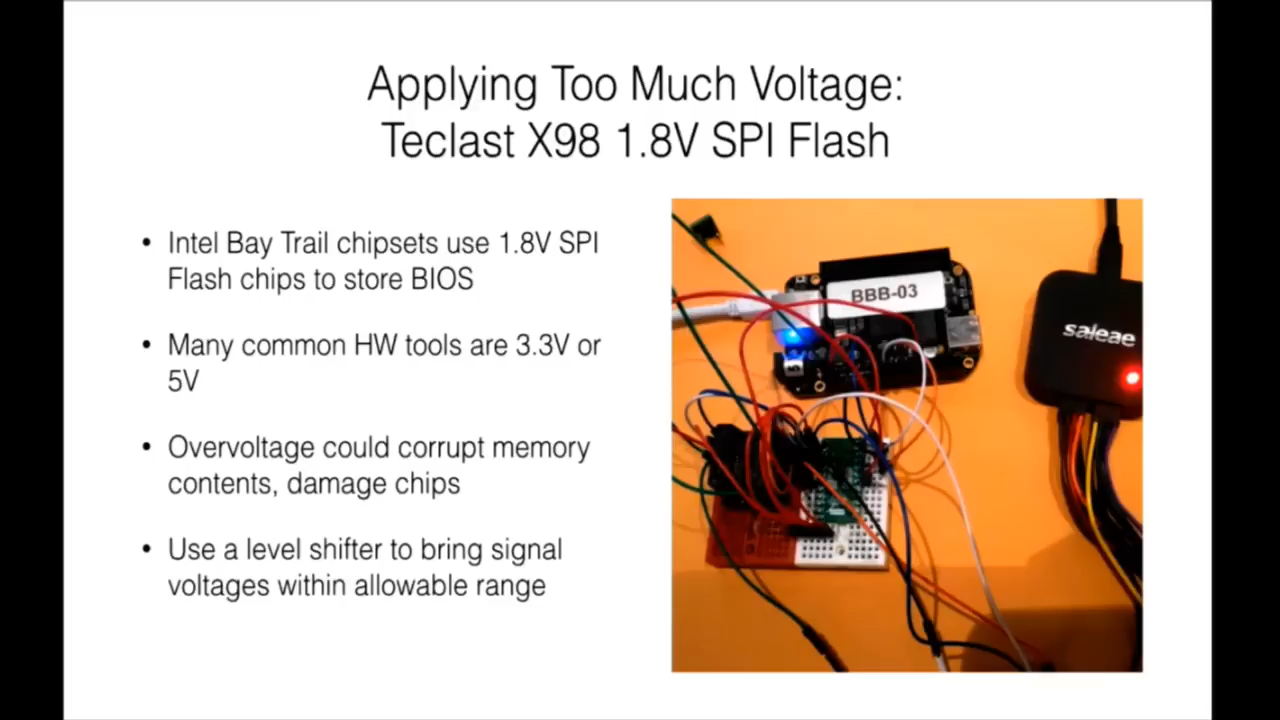 Applying Too Much Voltage:
Teclast X98 1.8V SPI Flash
• Intel Bay Trail chipsets use 1.8V SPI
Flash chips to store BIOS
• Many common HW tools are 3.3V or
5V
• Overvoltage could corrupt memory
contents, damage chips
• Use a level shifter to bring signal
voltages within allowable range
BBB-03
saleae